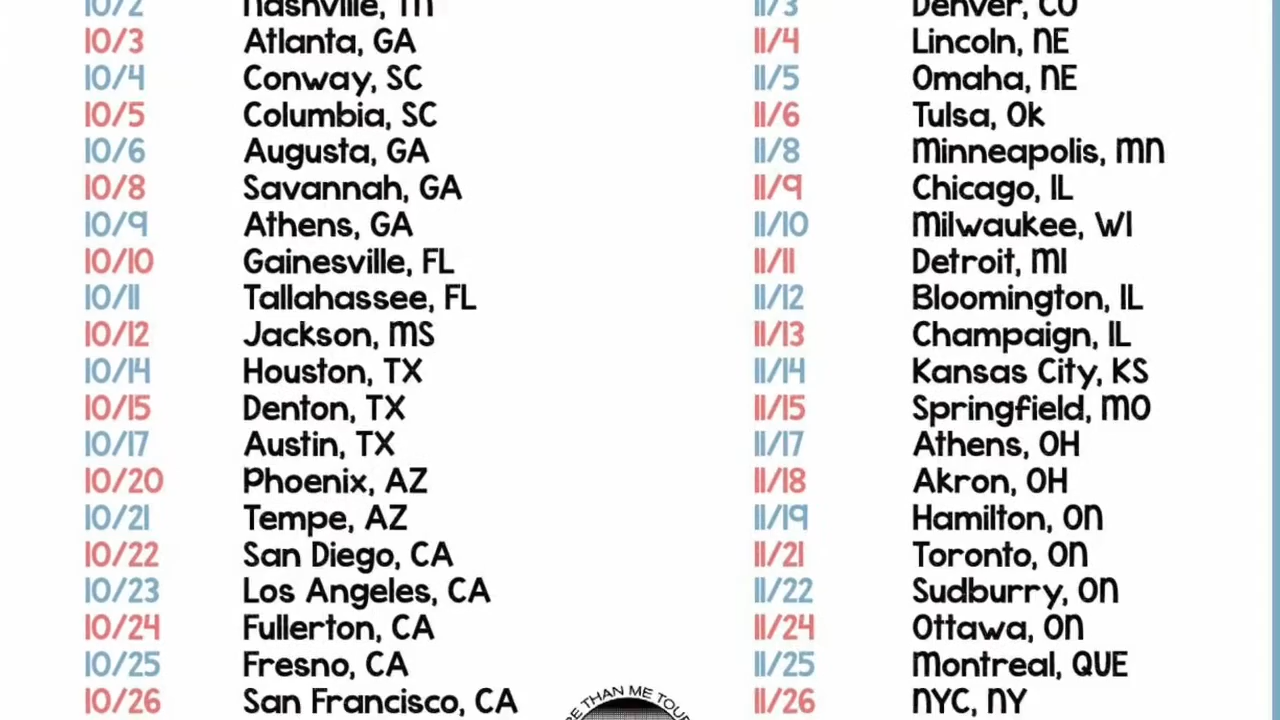 10/2 Nashville, TN
10/3 Atlanta, GA
10/4 Conway, SC
10/5 Columbia, SC
10/6 Augusta, GA
10/8 Savannah, GA
10/9 Athens, GA
10/10 Gainesville, FL
10/11 Tallahassee, FL
10/12 Jackson, MS
10/14 Houston, TX
10/15 Denton, TX
10/17 Austin, TX
10/20 Phoenix, AZ
10/21 Tempe, AZ
10/22 San Diego, CA
10/23 Los Angeles, CA
10/24 Fullerton, CA
10/25 Fresno, CA
10/26 San Francisco, CA
11/3 Denver, CO
11/4 Lincoln, NE
11/5 Omaha, NE
11/6 Tulsa, Ok
11/8 Minneapolis, MN
11/9 Chicago, IL
11/10 Milwaukee, WI
11/11 Detroit, MI
11/12 Bloomington, IL
11/13 Champaign, IL
11/14 Kansas City, KS
11/15 Springfield, MO
11/17 Athens, OH
11/18 Akron, OH
11/19 Hamilton, ON
11/21 Toronto, ON
11/22 Sudburry, ON
11/24 Ottawa, ON
11/25 Montreal, QUE
11/26 NYC, NY
THAN ME TOUR